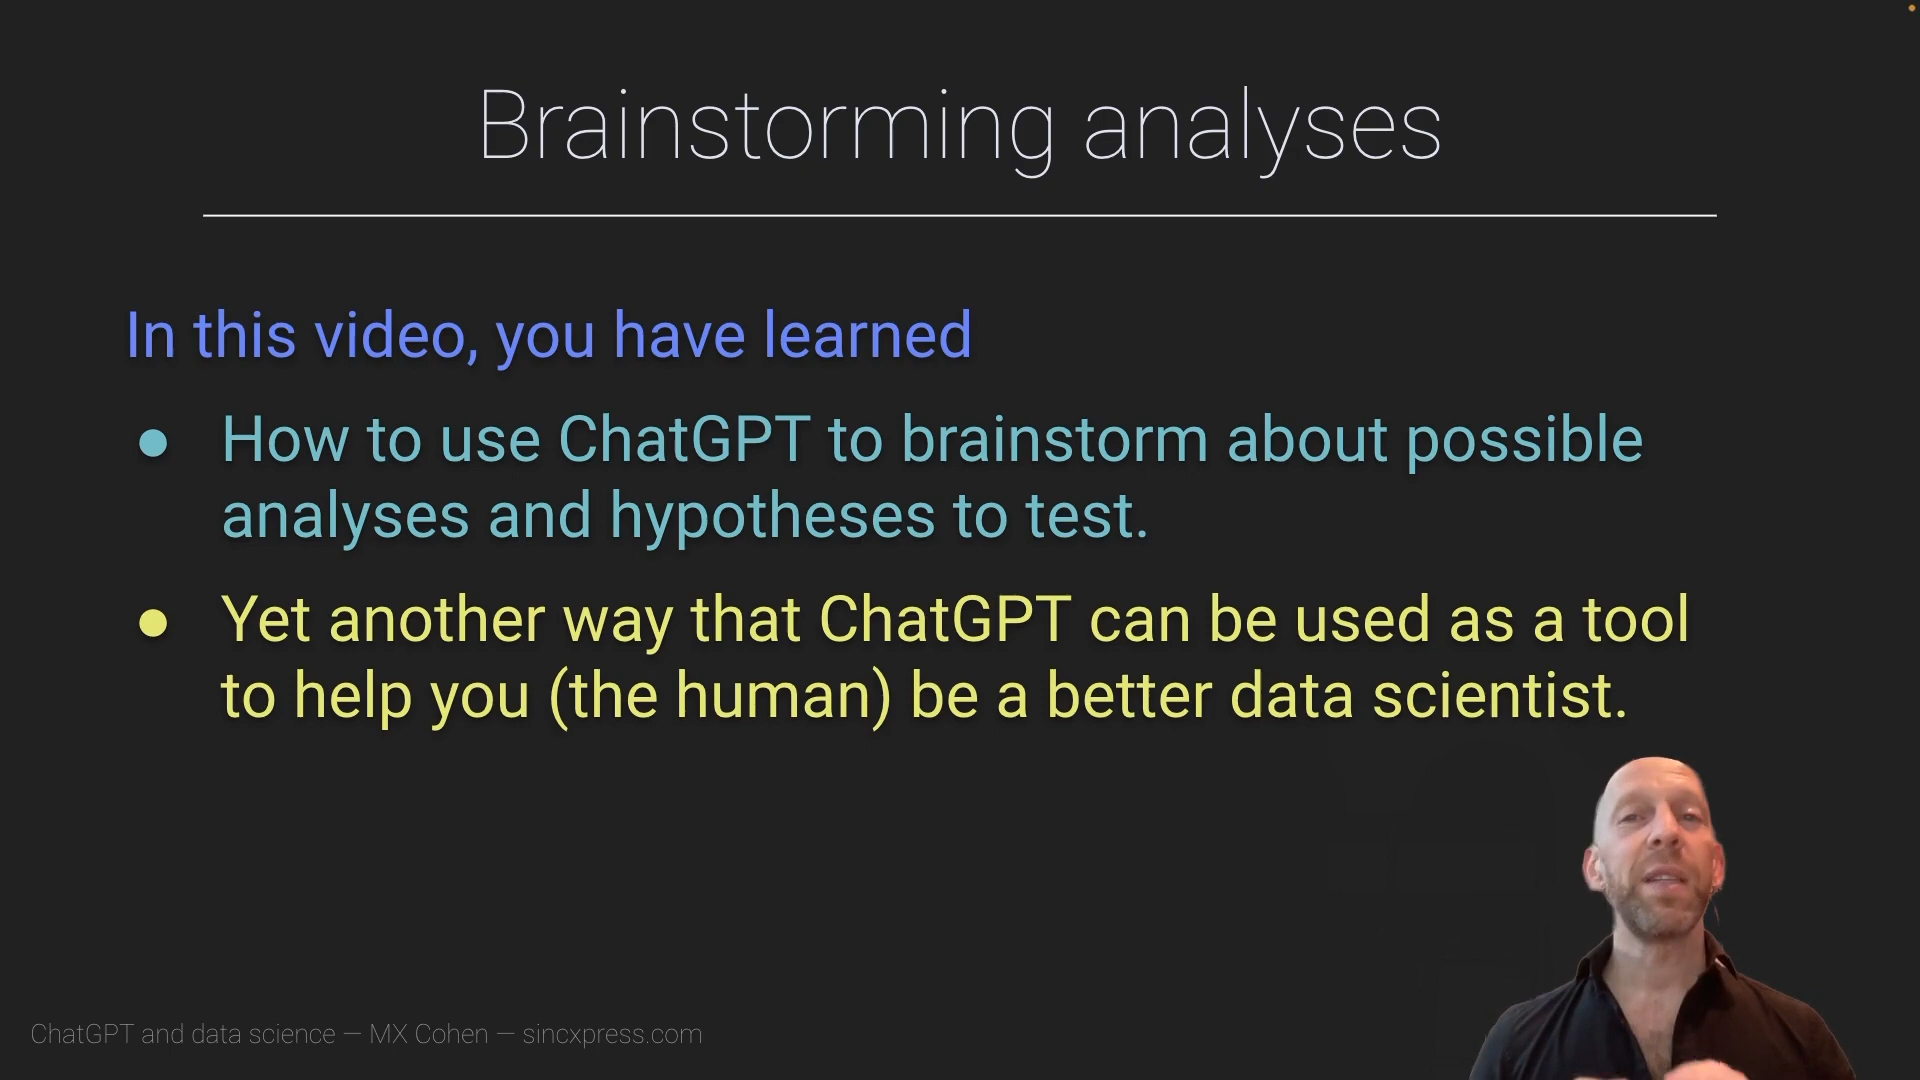 Brainstorming analyses
In this video, you have learned
● How to use ChatGPT to brainstorm about possible
analyses and hypotheses to test.
● Yet another way that ChatGPT can be used as a tool
to help you (the human) be a better data scientist.
ChatGPT and data science — MX Cohen — sincxpress.com